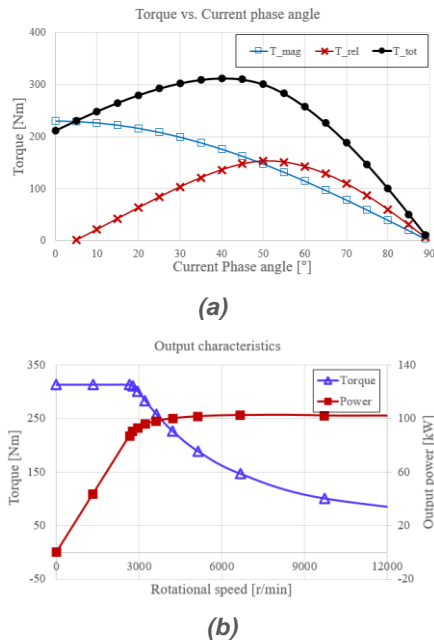 Torque vs. Current phase angle
T_mag T_rel T_tot
400
300
200
100
0
Torque [Nm]
0 10 20 30 40 50 60 70 80 90
Current Phase angle [°]
(a)
Output characteristics
Torque
Power
350
250
150
50
-50
Torque [Nm]
140
100
60
20
-20
Output power [kW]
0 3000 6000 9000 12000
Rotational speed [r/min]
(b)